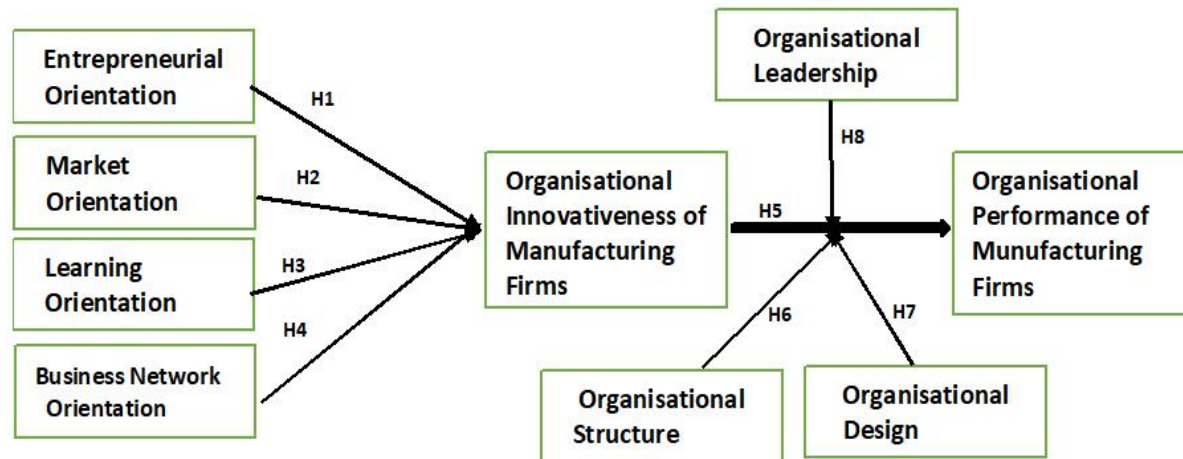 Entrepreneurial
Orientation
H1
Market
Orientation
H2
Learning
Orientation
H3
Business Network
Orientation
H4
Organisational
Innovativeness of
Manufacturing
Firms
H5
Organisational
Leadership
H8
Organisational
Performance of
Munufacturing
Firms
H6
H7
Organisational
Structure
Organisational
Design